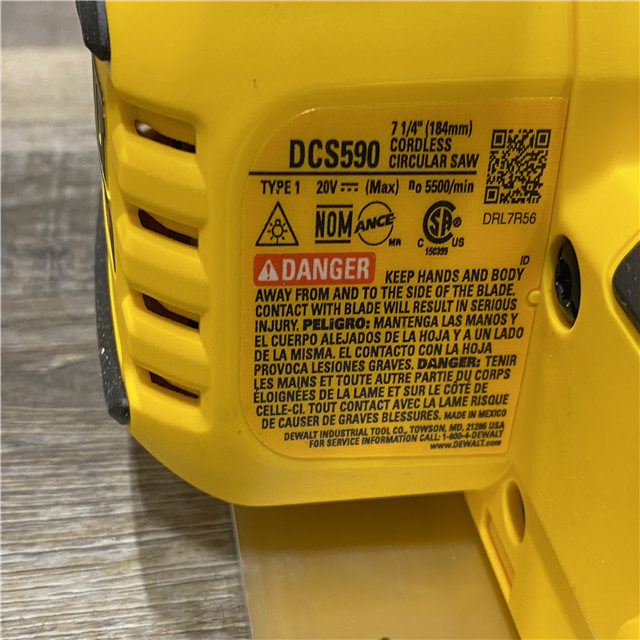 DCS590
7 1/4" (184mm)
CORDLESS
CIRCULAR SAW
TYPE 1 20V (Max) no 5500/min
DRL7R56
NOM ANCE MR
C US
150399
ID
DANGER KEEP HANDS AND BODY
AWAY FROM AND TO THE SIDE OF THE BLADE.
CONTACT WITH BLADE WILL RESULT IN SERIOUS
INJURY. PELIGRO: MANTENGA LAS MANOS Y
EL CUERPO ALEJADOS DE LA HOJA Y A UN LADO
DE LA MISMA. EL CONTACTO CON LA HOJA
PROVOCA LESIONES GRAVES. DANGER: TENIR
LES MAINS ET TOUTE AUTRE PARTIE DU CORPS
ÉLOIGNÉES DE LA LAME ET SUR LE CÔTÉ DE
CELLE-CI. TOUT CONTACT AVEC LA LAME RISQUE
DE CAUSER DE GRAVES BLESSURES. MADE IN MEXICO
DEWALT INDUSTRIAL TOOL CO., TOWSON, MD, 21286 USA
FOR SERVICE INFORMATION CALL: 1-800-4-DEWALT
www.DEWALT.com